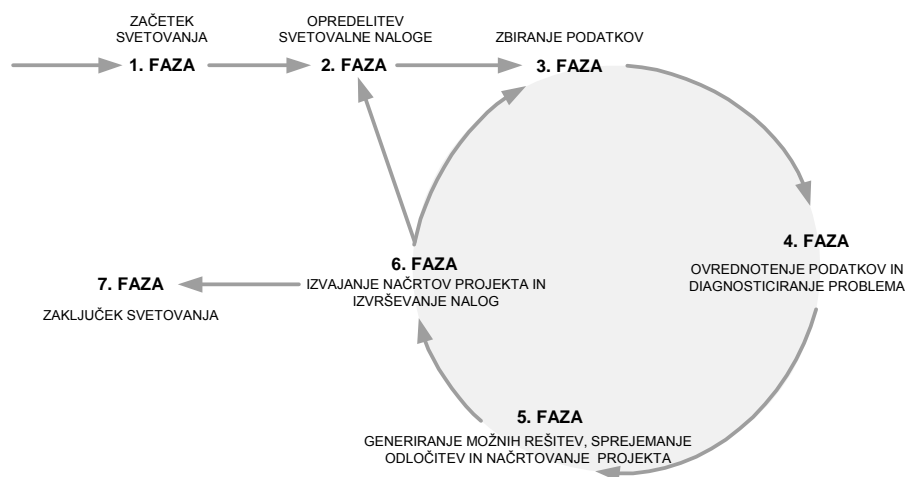 ZAČETEK
SVETOVANJA
1. FAZA
OPREDELITEV
SVETOVALNE NALOGE
2. FAZA
ZBIRANJE PODATKOV
3. FAZA
4. FAZA
OVREDNOTENJE PODATKOV IN
DIAGNOSTICIRANJE PROBLEMA
5. FAZA
GENERIRANJE MOŽNIH REŠITEV, SPREJEMANJE
ODLOČITEV IN NAČRTOVANJE PROJEKTA
6. FAZA
IZVAJANJE NAČRTOV PROJEKTA IN
IZVRŠEVANJE NALOG
7. FAZA
ZAKLJUČEK SVETOVANJA